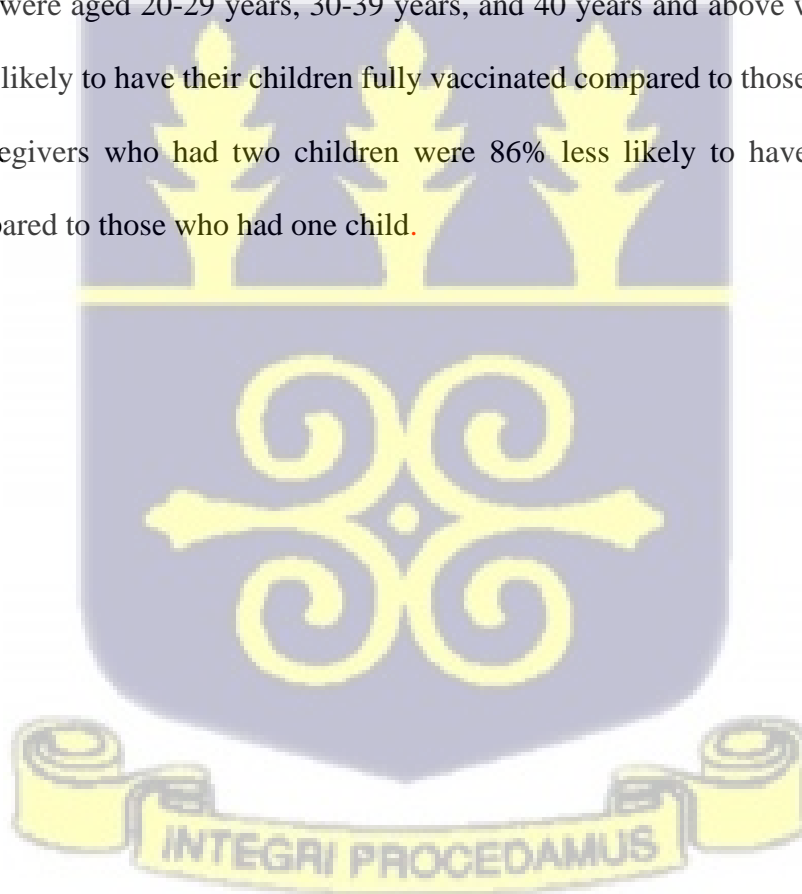 were aged 20-29 years, 30-39 years, and 40 years and above
likely to have their children fully vaccinated compared to those
egivers who had two children were 86% less likely to have
pared to those who had one child.
INTEGRI PROCEDAMUS